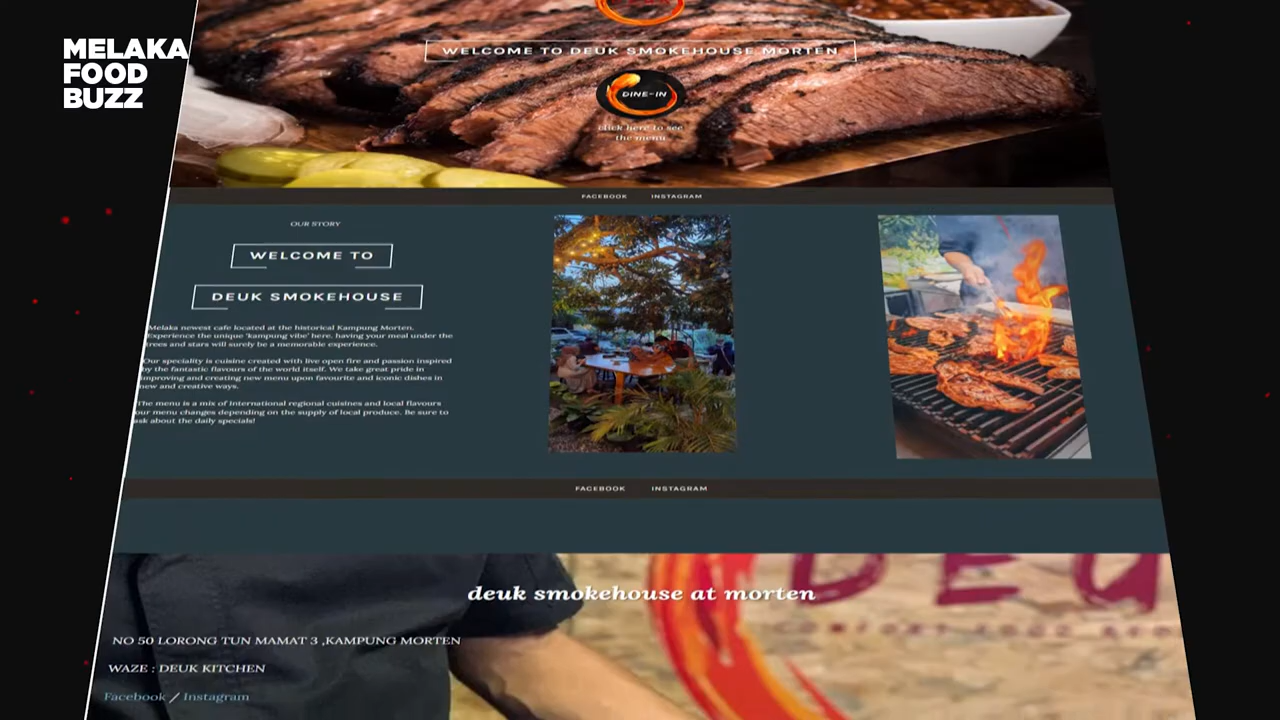 MELAKA
FOOD
BUZZ
WELCOME TO DEUK SMOKEHOUSE MORTEN
DINE-IN
click here to see
the menu
FACEBOOK INSTAGRAM
OUR STORY
WELCOME TO
DEUK SMOKEHOUSE
Melaka newest cafe located at the historical Kampung Morten.
Experience the unique 'kampung vibe' here, having your meal under the
trees and stars will surely be a memorable experience.
Our speciality is cuisine created with live open fire and passion inspired
by the fantastic flavours of the world itself. We take great pride in
improving and creating new menu upon favourite and iconic dishes in
new and creative ways.
The menu is a mix of international regional cuisines and local flavours
our menu changes depending on the supply of local produce. Be sure to
ask about the daily specials!
FACEBOOK INSTAGRAM
deuk smokehouse at morten
DEU
NO 50 LORONG TUN MAMAT 3 ,KAMPUNG MORTEN
WAZE : DEUK KITCHEN
Facebook / Instagram